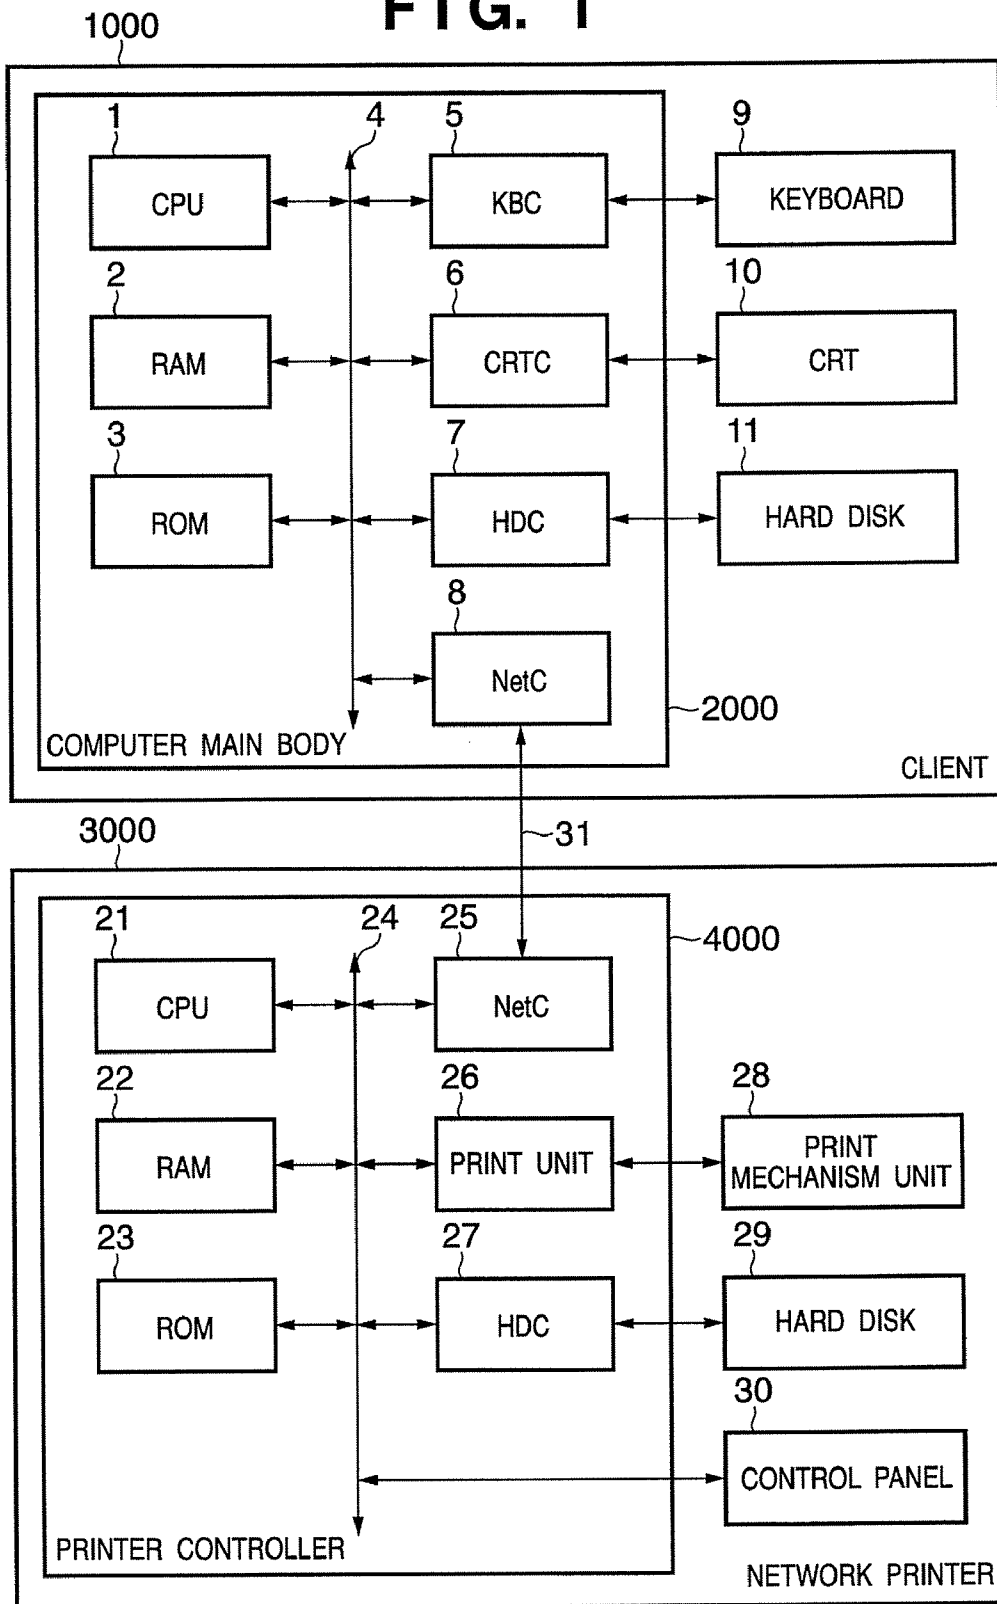 FIG. 1
1000
1
4
5
9
CPU
KBC
KEYBOARD
2
6
10
RAM
CRTC
CRT
3
7
11
ROM
HDC
HARD DISK
8
NetC
2000
COMPUTER MAIN BODY
CLIENT
3000
31
21
24
25
4000
CPU
NetC
22
26
28
RAM
PRINT UNIT
PRINT
MECHANISM UNIT
23
27
29
ROM
HDC
HARD DISK
30
CONTROL PANEL
PRINTER CONTROLLER
NETWORK PRINTER